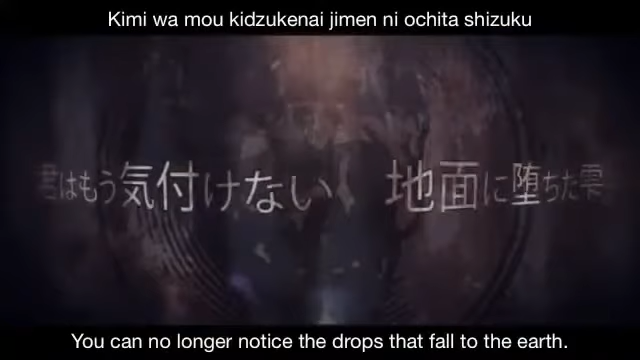 Kimi wa mou kidzukenai jimen ni ochita shizuku
君はもう気付けない 地面に堕ちた雫
You can no longer notice the drops that fall to the earth.